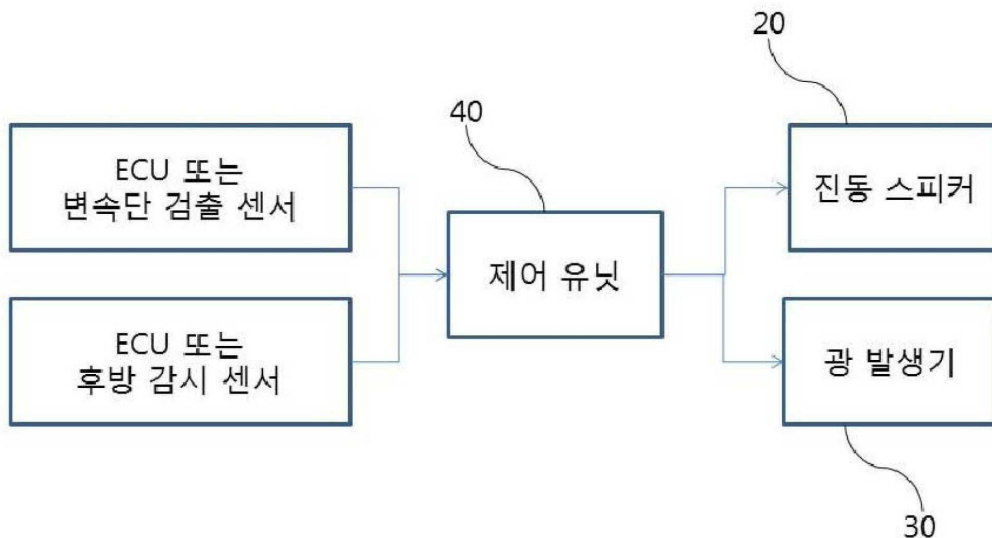 20
40
ECU 또는
변속단 검출 센서
진동 스피커
제어 유닛
ECU 또는
후방 감시 센서
광 발생기
30